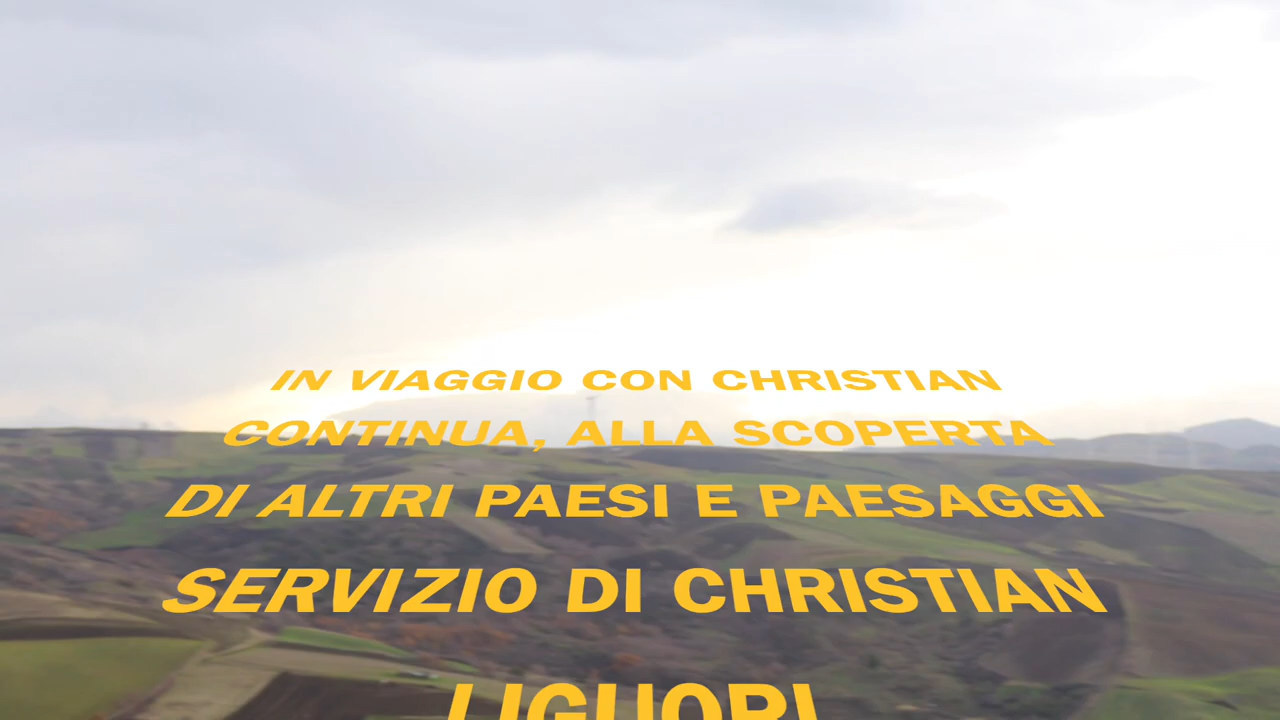 IN VIAGGIO CON CHRISTIAN
CONTINUA, ALLA SCOPERTA
DI ALTRI PAESI E PAESAGGI
SERVIZIO DI CHRISTIAN
LIGUORI